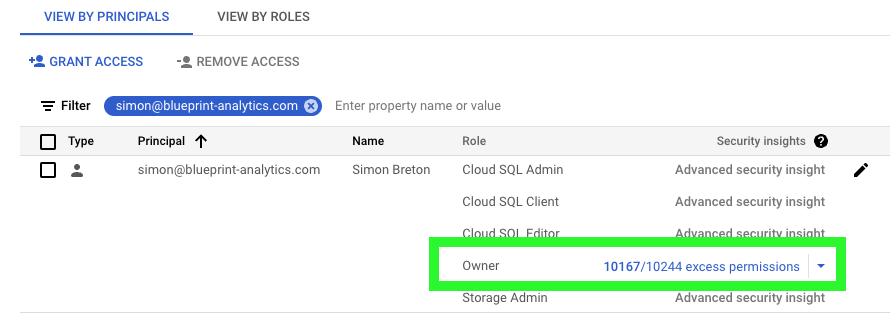 VIEW BY PRINCIPALS VIEW BY ROLES
GRANT ACCESS REMOVE ACCESS
Filter simon@blueprint-analytics.com Enter property name or value
Type Principal Name Role Security insights ?
simon@blueprint-analytics.com Simon Breton Cloud SQL Admin Advanced security insight
Cloud SQL Client Advanced security insight
Cloud SQL Editor Advanced security insight
Owner 10167/10244 excess permissions
Storage Admin Advanced security insight